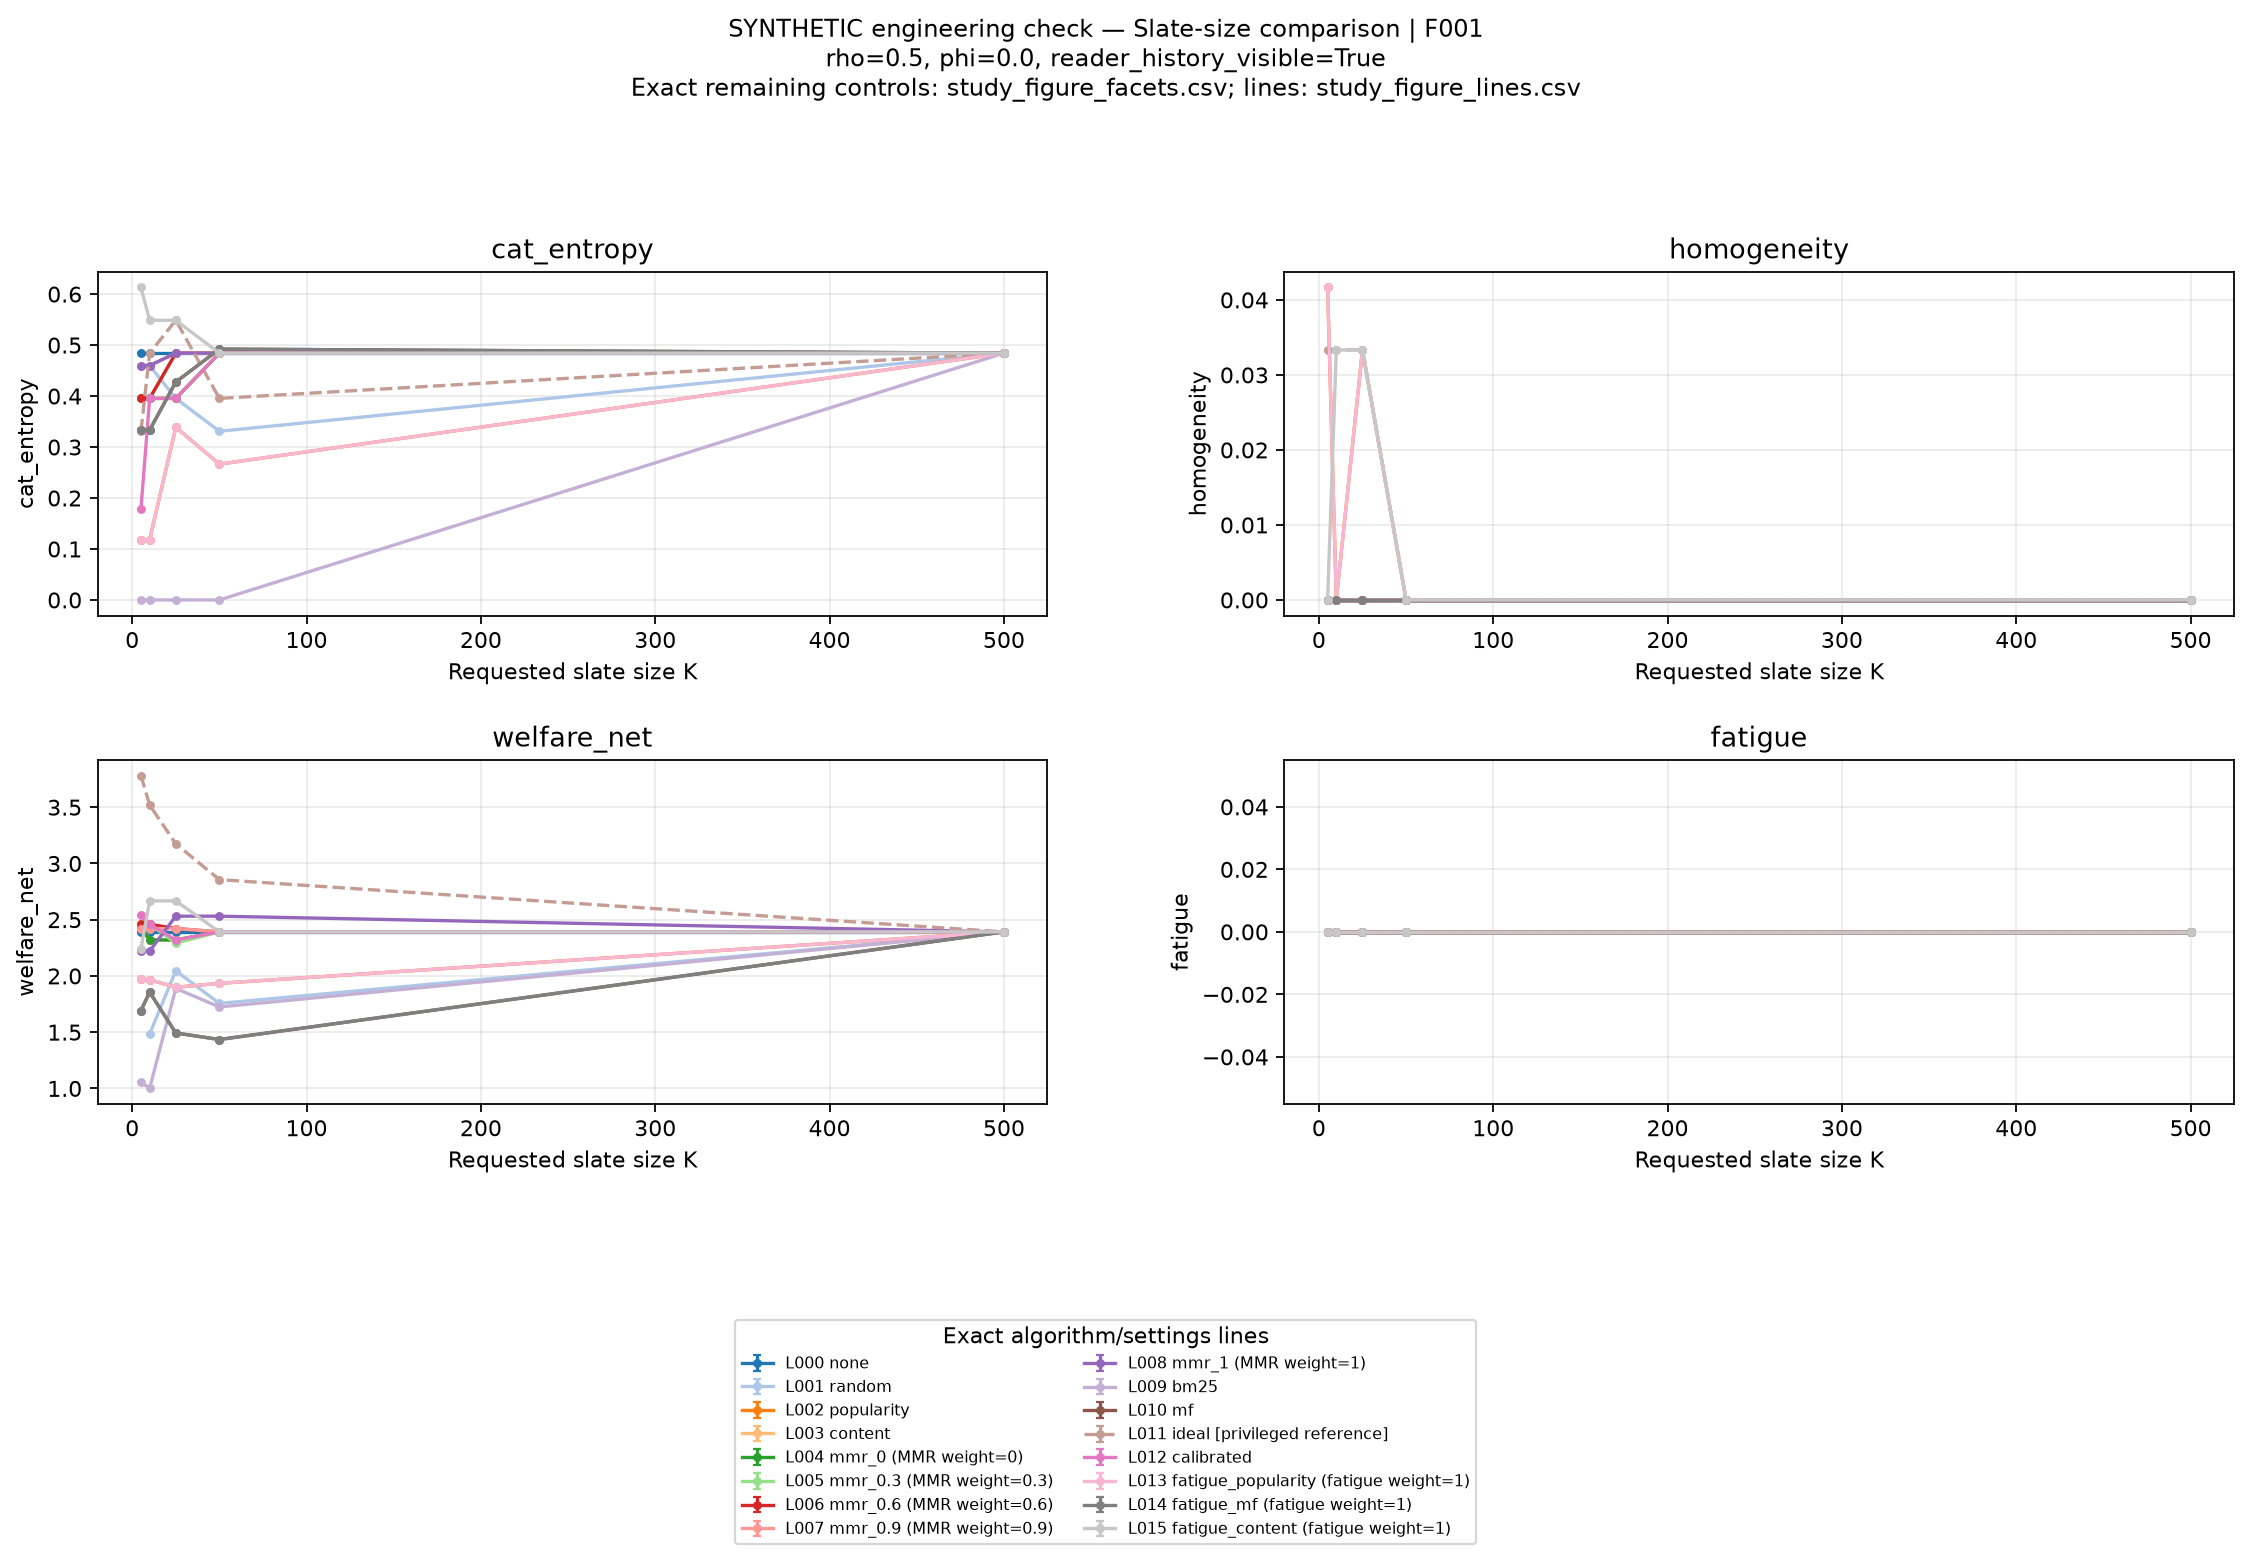 SYNTHETIC engineering check — Slate-size comparison | F001
rho=0.5, phi=0.0, reader_history_visible=True
Exact remaining controls: study_figure_facets.csv; lines: study_figure_lines.csv
cat_entropy
cat_entropy
0.6
0.5
0.4
0.3
0.2
0.1
0.0
0 100 200 300 400 500
Requested slate size K
homogeneity
homogeneity
0.04
0.03
0.02
0.01
0.00
0 100 200 300 400 500
Requested slate size K
welfare_net
welfare_net
3.5
3.0
2.5
2.0
1.5
1.0
0 100 200 300 400 500
Requested slate size K
fatigue
fatigue
0.04
0.02
0.00
−0.02
−0.04
0 100 200 300 400 500
Requested slate size K
Exact algorithm/settings lines
L000 none
L001 random
L002 popularity
L003 content
L004 mmr_0 (MMR weight=0)
L005 mmr_0.3 (MMR weight=0.3)
L006 mmr_0.6 (MMR weight=0.6)
L007 mmr_0.9 (MMR weight=0.9)
L008 mmr_1 (MMR weight=1)
L009 bm25
L010 mf
L011 ideal [privileged reference]
L012 calibrated
L013 fatigue_popularity (fatigue weight=1)
L014 fatigue_mf (fatigue weight=1)
L015 fatigue_content (fatigue weight=1)